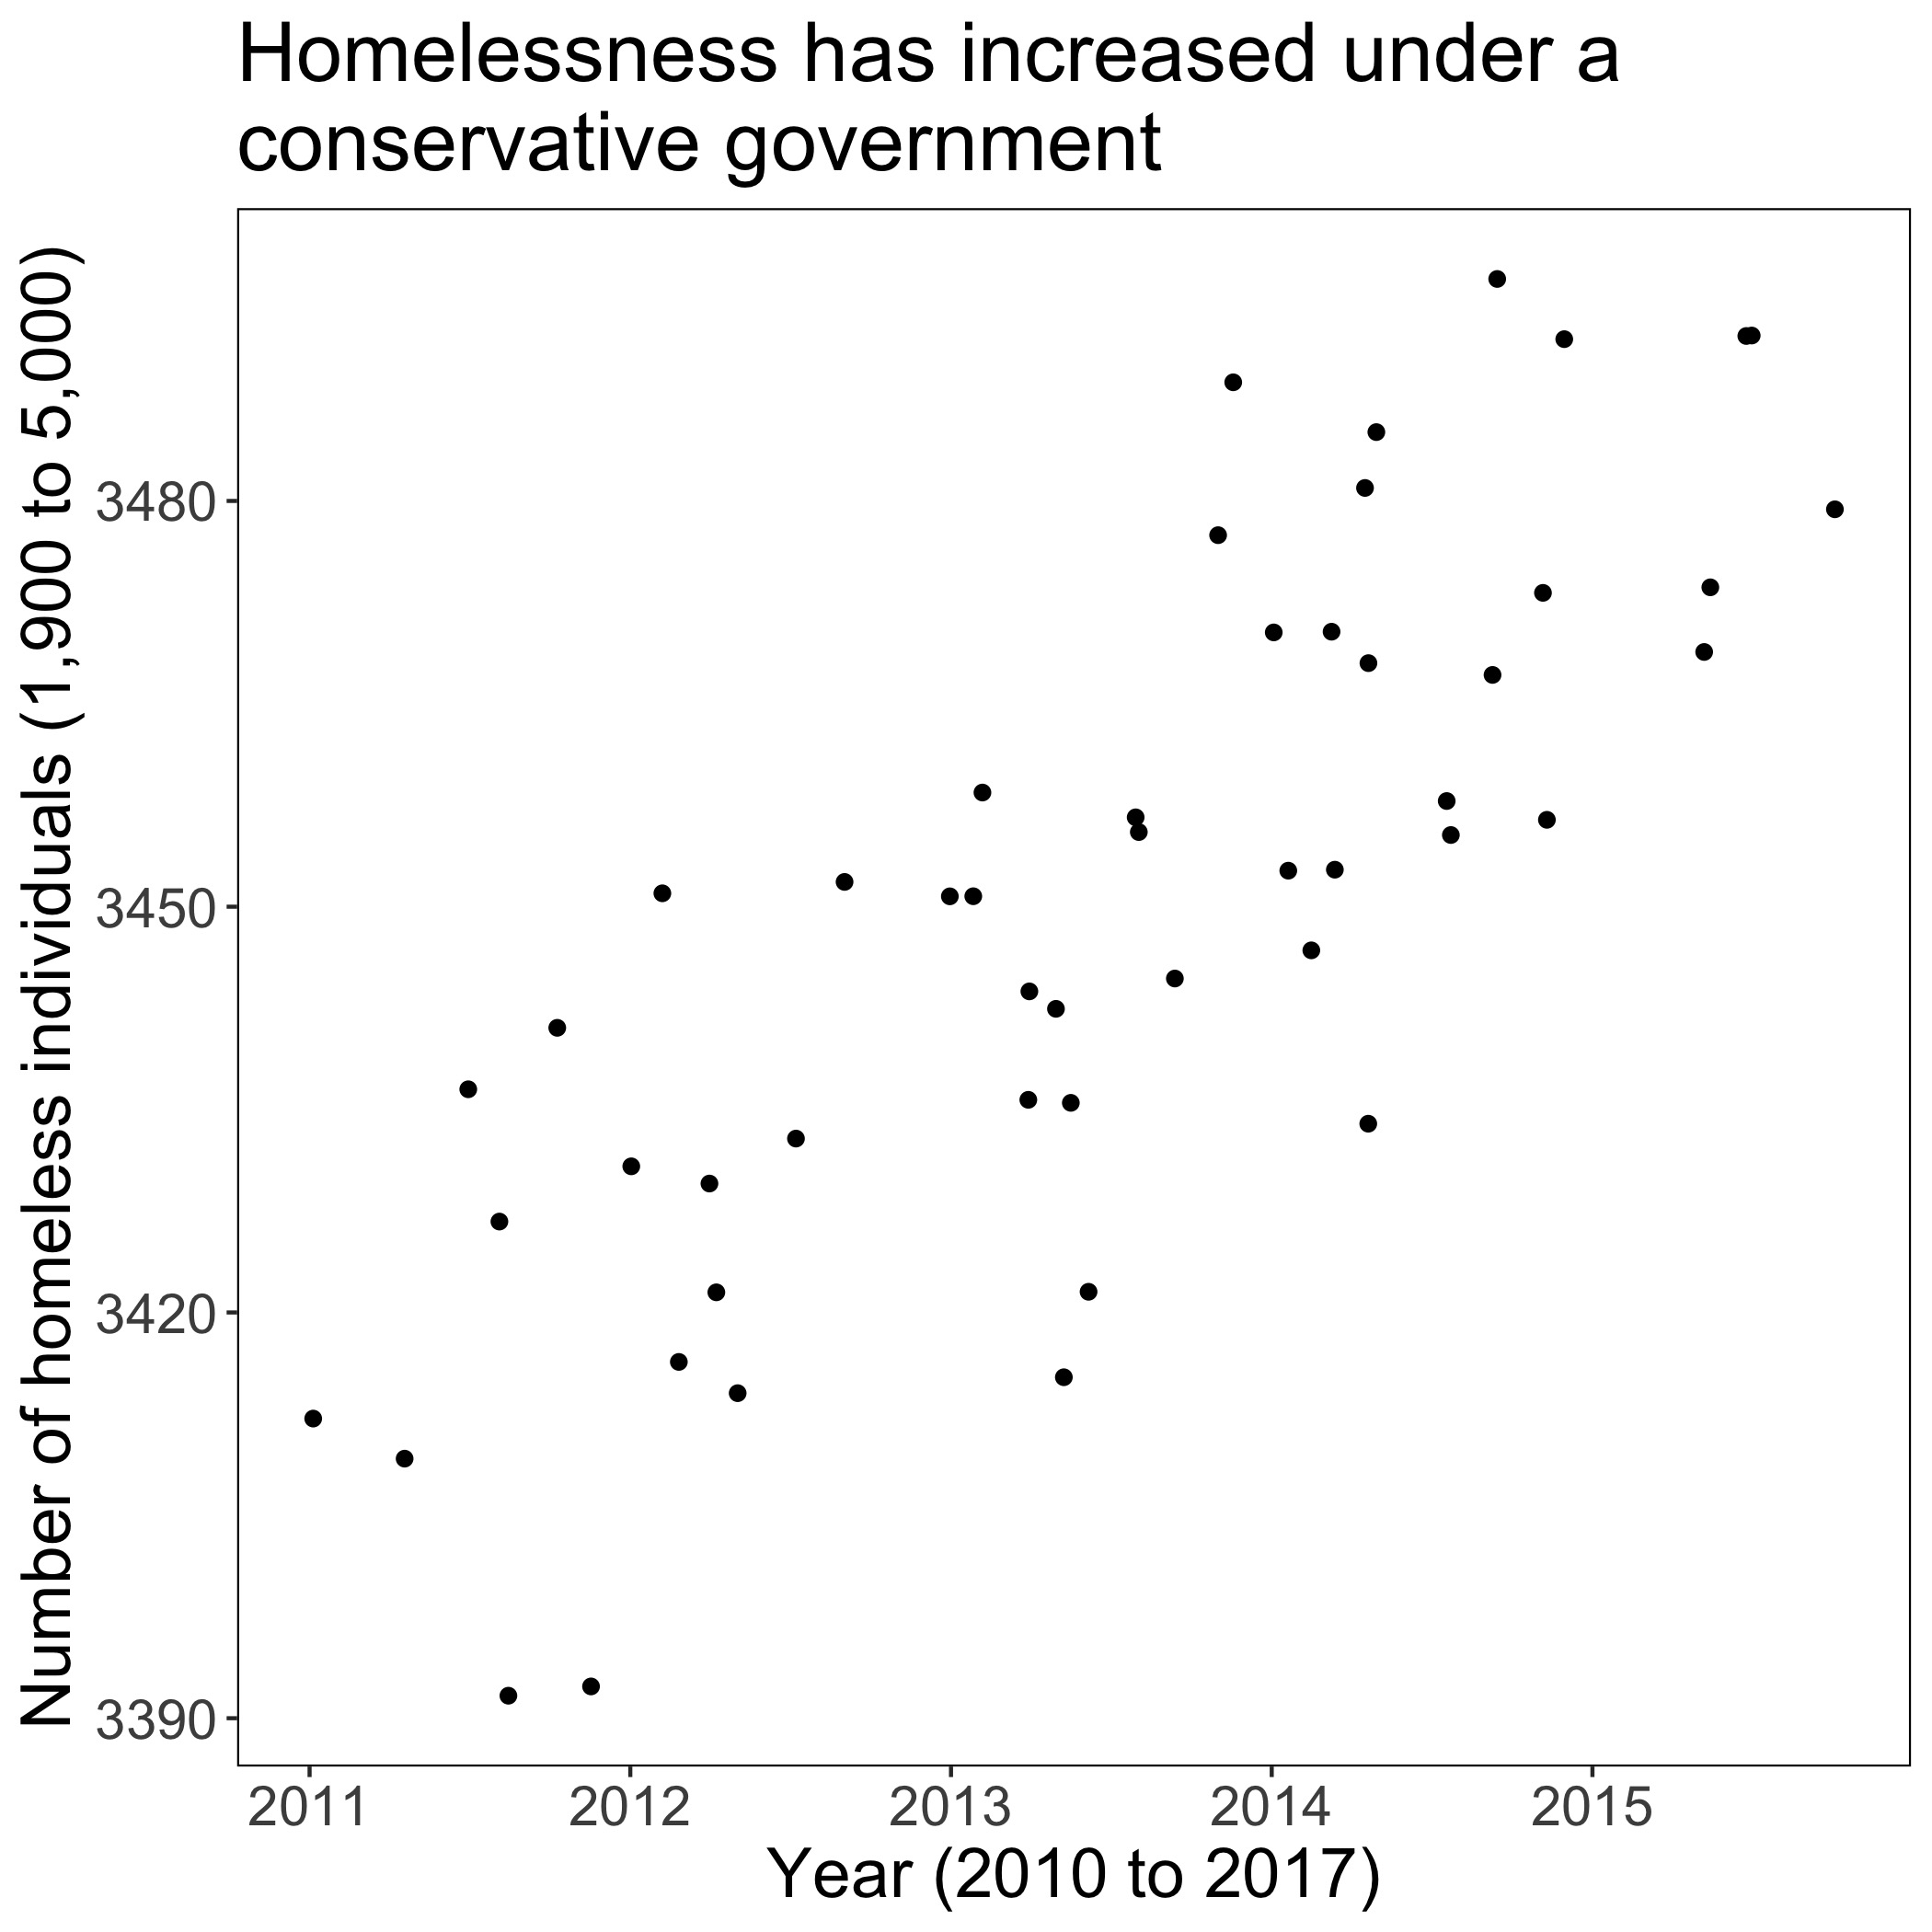 Homelessness has increased under a
conservative government
Number of homeless individuals (1,900 to 5,000)
3480
3450
3420
3390
2011
2012
2013
2014
2015
Year (2010 to 2017)